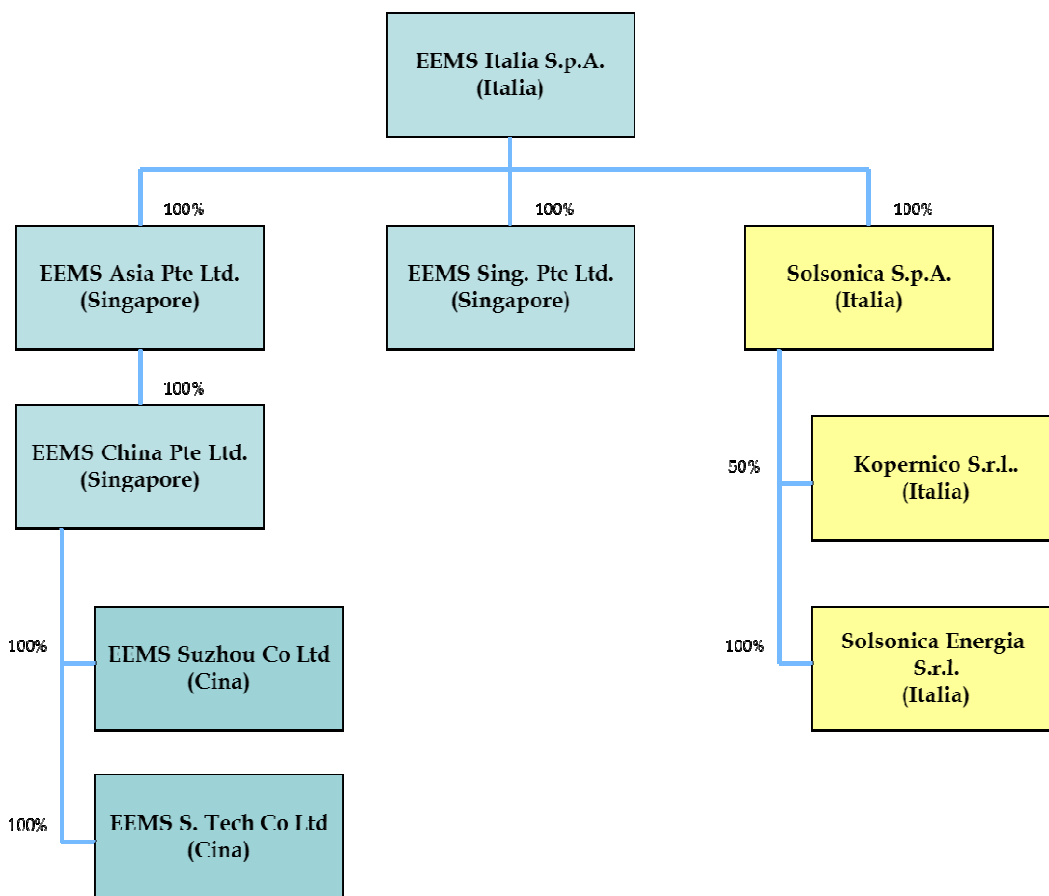 EEMS Italia S.p.A.
(Italia)
100%
100%
100%
EEMS Asia Pte Ltd.
(Singapore)
EEMS Sing. Pte Ltd.
(Singapore)
Solsonica S.p.A.
(Italia)
100%
EEMS China Pte Ltd.
(Singapore)
50%
Kopernico S.r.l..
(Italia)
100%
EEMS Suzhou Co Ltd
(Cina)
100%
Solsonica Energia
S.r.l.
(Italia)
100%
EEMS S. Tech Co Ltd
(Cina)